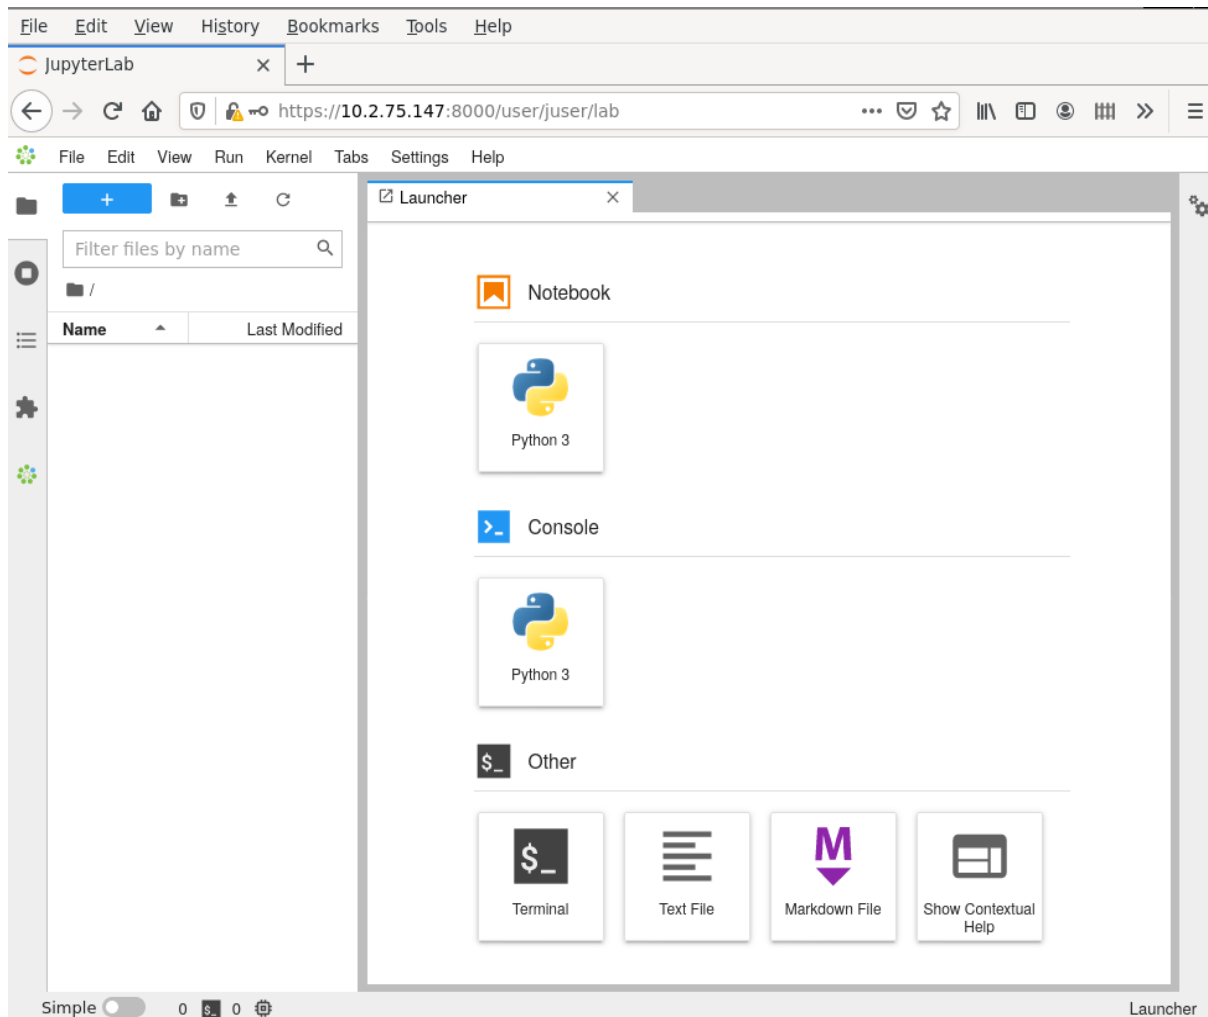 File Edit View History Bookmarks Tools Help
JupyterLab
https://10.2.75.147:8000/user/juser/lab
File Edit View Run Kernel Tabs Settings Help
+
Launcher
Filter files by name
/
Name Last Modified
Notebook
Python 3
Console
Python 3
$_ Other
$_
M
Terminal Text File Markdown File Show Contextual
Help
Simple 0 $_ 0 Launcher